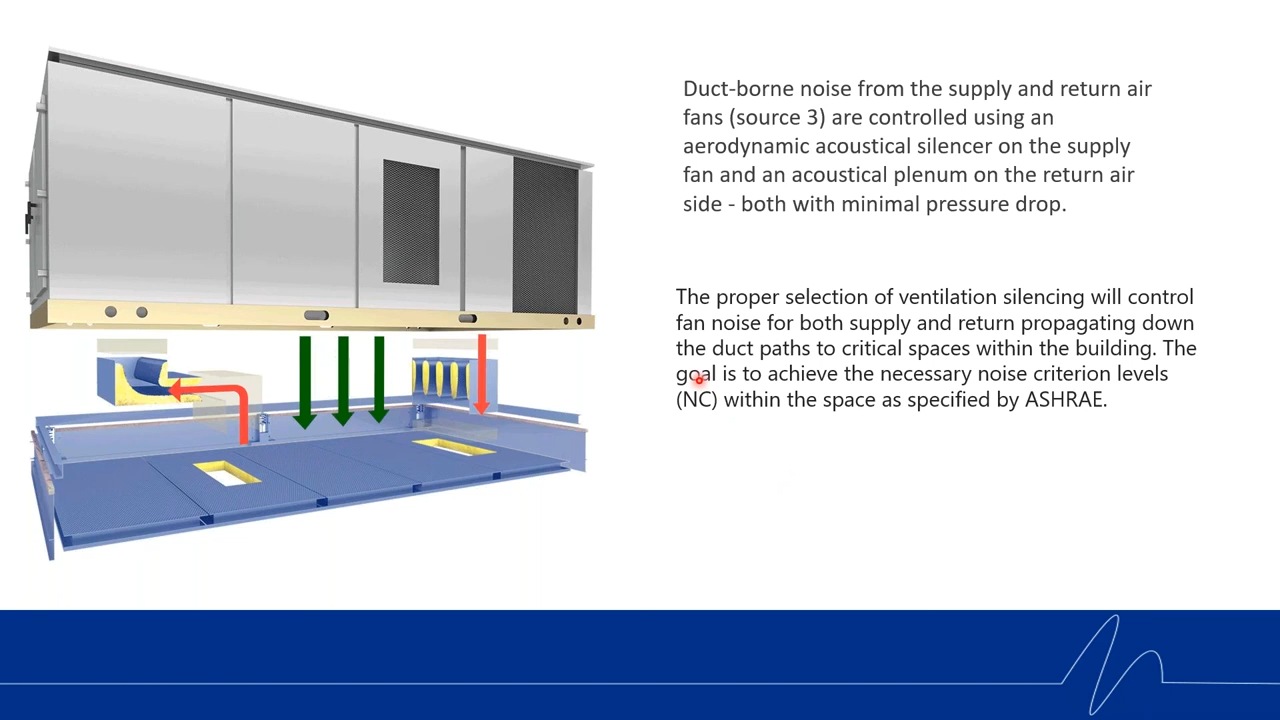 Duct-borne noise from the supply and return air
fans (source 3) are controlled using an
aerodynamic acoustical silencer on the supply
fan and an acoustical plenum on the return air
side - both with minimal pressure drop.
The proper selection of ventilation silencing will control
fan noise for both supply and return propagating down
the duct paths to critical spaces within the building. The
goal is to achieve the necessary noise criterion levels
(NC) within the space as specified by ASHRAE.